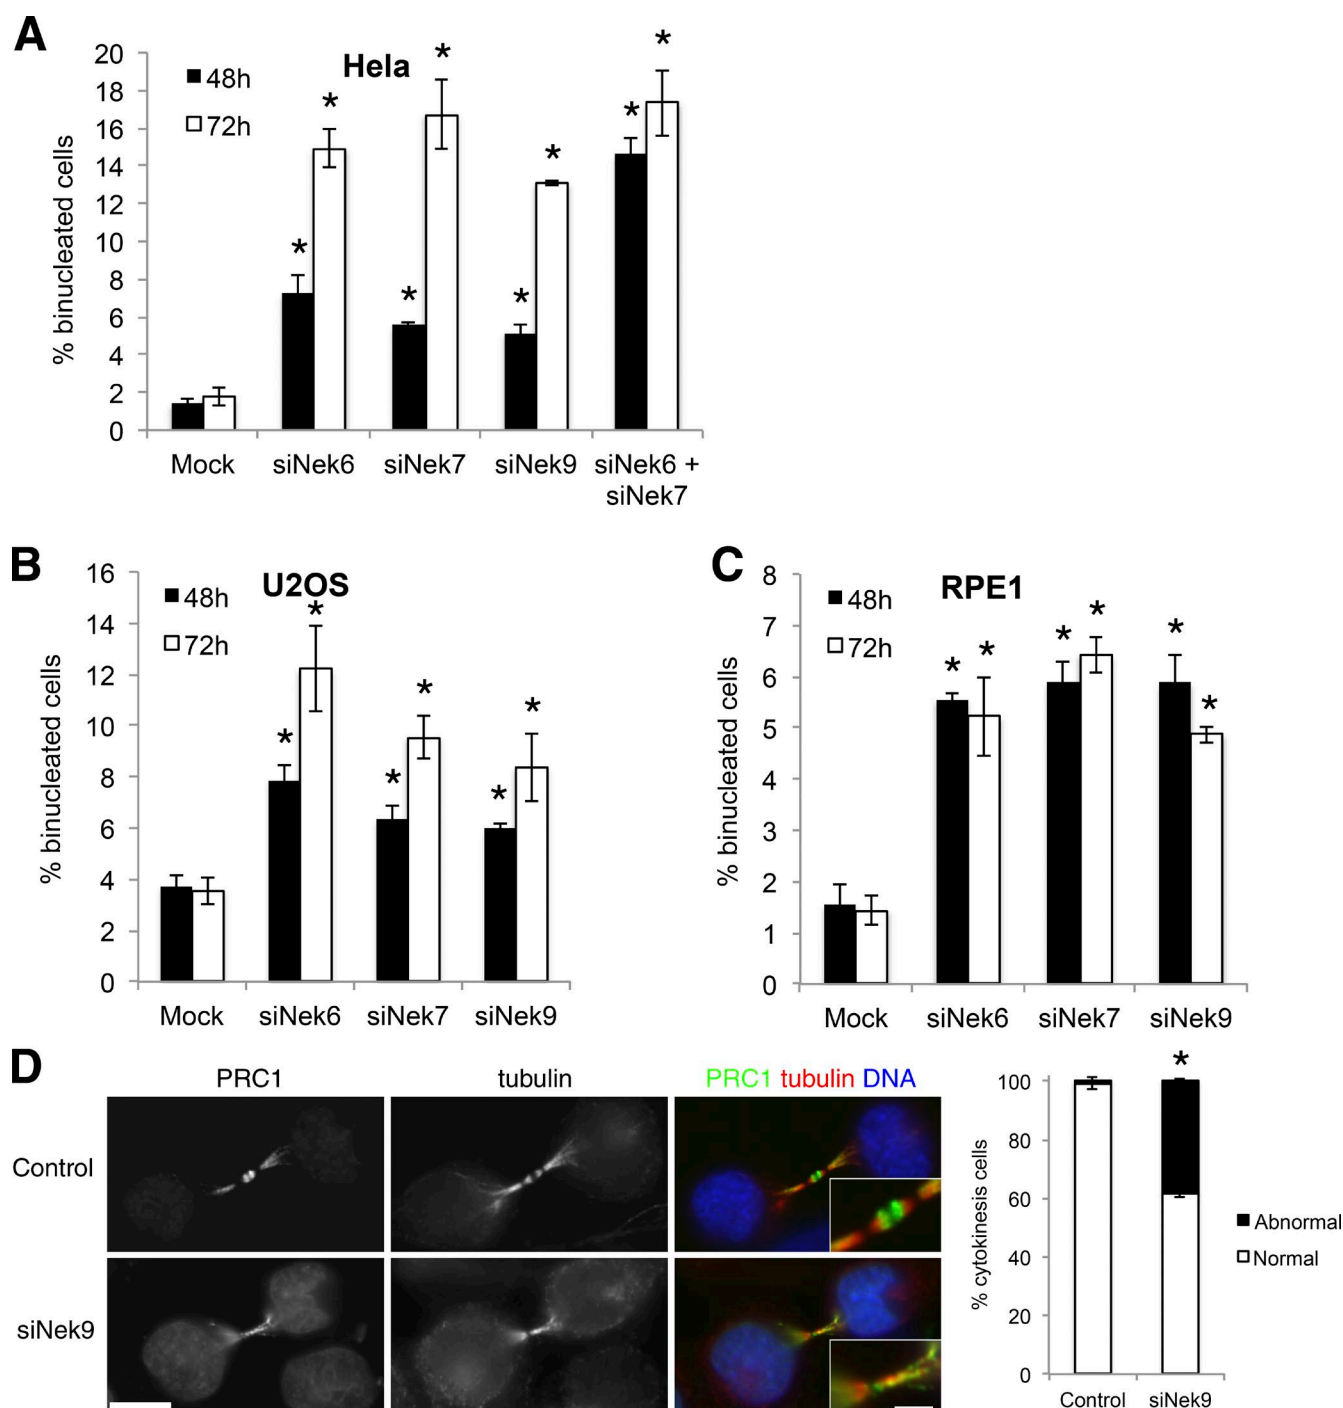 A
Hela
48h
72h
% binucleated cells
20
18
16
14
12
10
8
6
4
2
0
* * * * * * * *
Mock siNek6 siNek7 siNek9 siNek6 +
siNek7
B
U2OS
48h
72h
% binucleated cells
16
14
12
10
8
6
4
2
0
* * * * * *
Mock siNek6 siNek7 siNek9
C
RPE1
48h
72h
% binucleated cells
8
7
6
5
4
3
2
1
0
* * * * * *
Mock siNek6 siNek7 siNek9
D
PRC1 tubulin PRC1 tubulin DNA
Control
siNek9
% cytokinesis cells
100
80
60
40
20
0
*
Abnormal
Normal
Control siNek9